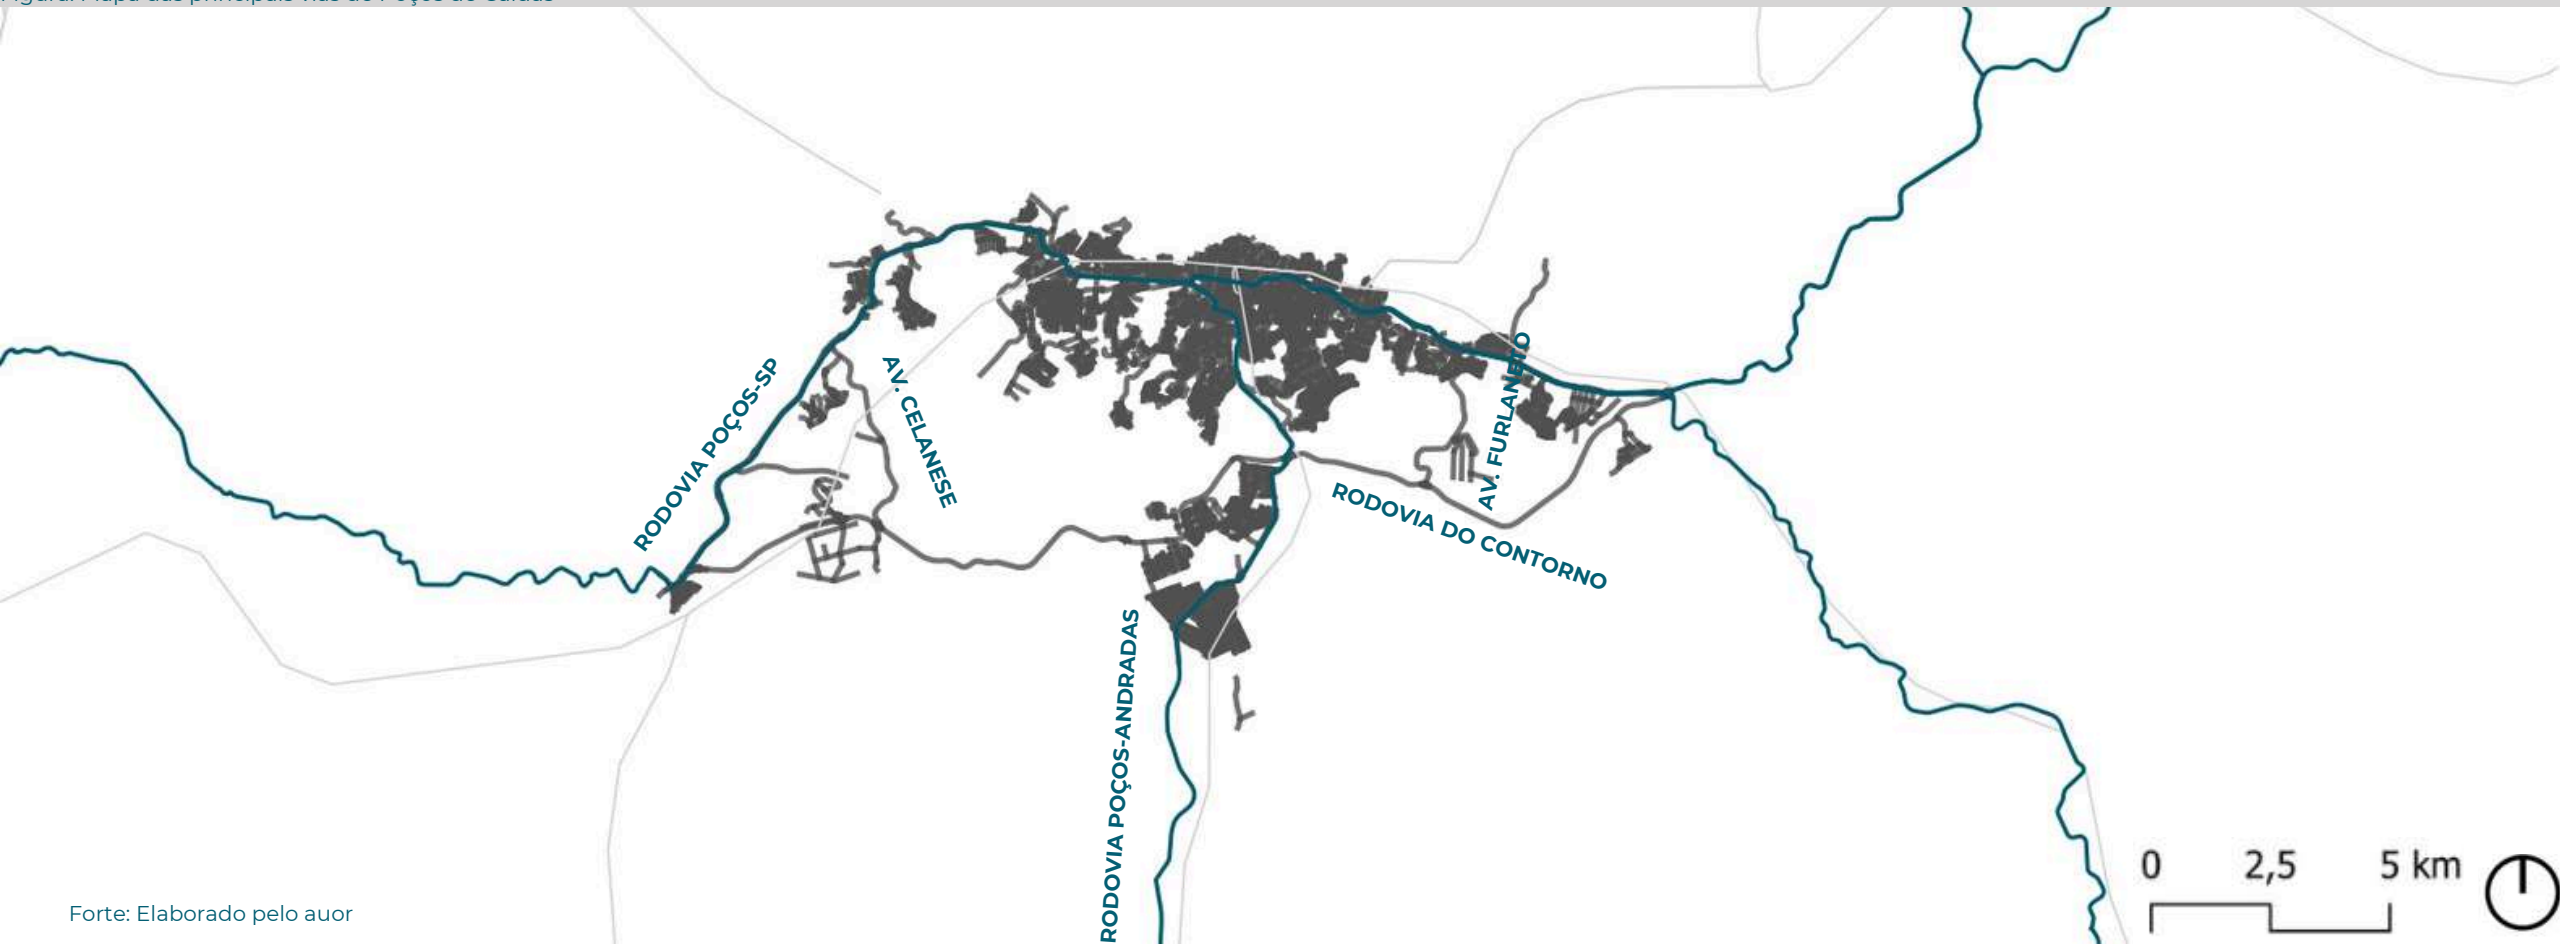 RODOVIA POÇOS-SP
AV. CELANESE
AV. FURLANETO
RODOVIA DO CONTORNO
RODOVIA POÇOS-ANDRADAS
0 2,5 5 km
Forte: Elaborado pelo auor